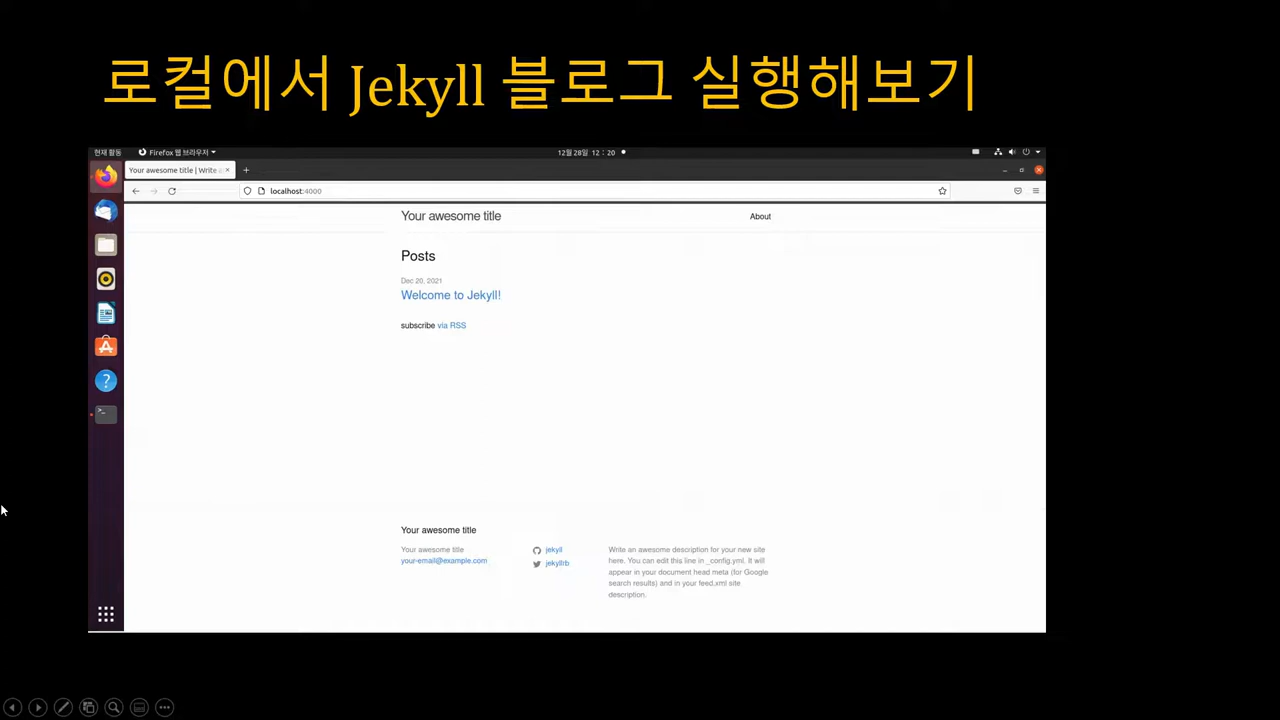 로컬에서 Jekyll 블로그 실행해보기
현재 활동 Firefox 웹 브라우저 12월 28일 12 : 20
Your awesome title | Write
localhost:4000
Your awesome title About
Posts
Dec 20, 2021
Welcome to Jekyll!
subscribe via RSS
Your awesome title
Your awesome title
your-email@example.com
jekyll
jekyllrb
Write an awesome description for your new site
here. You can edit this line in _config.yml. It will
appear in your document head meta (for Google
search results) and in your feed.xml site
description.